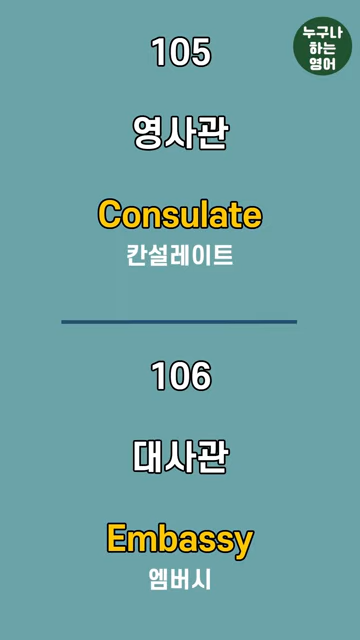 누구나
하는
영어
105
영사관
Consulate
칸설레이트
106
대사관
Embassy
엠버시